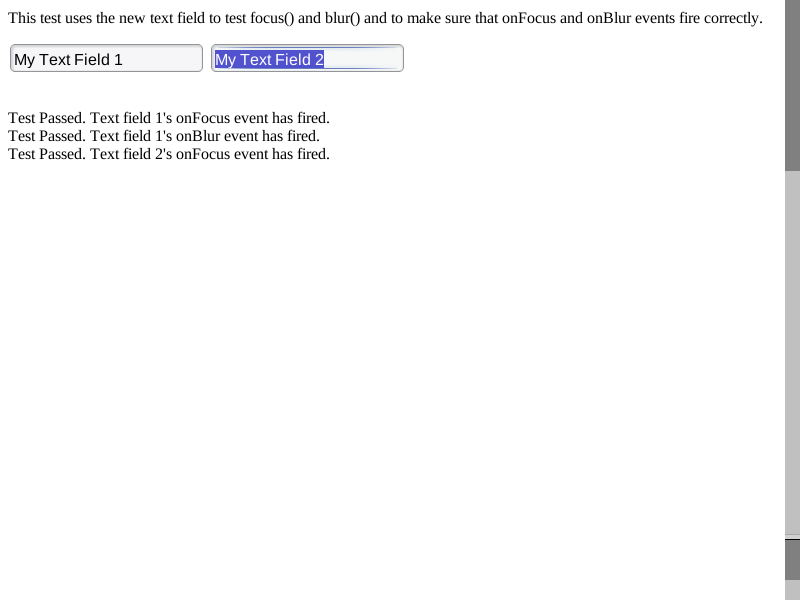 This test uses the new text field to test focus() and blur() and to make sure that onFocus and onBlur events fire correctly.
My Text Field 1 My Text Field 2
Test Passed. Text field 1's onFocus event has fired.
Test Passed. Text field 1's onBlur event has fired.
Test Passed. Text field 2's onFocus event has fired.